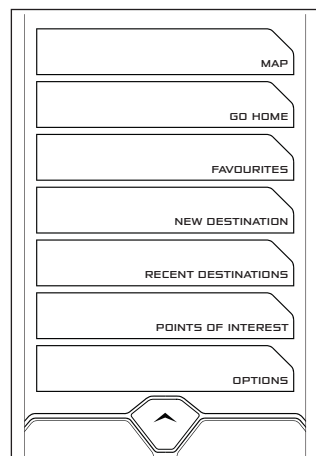 MAP
GO HOME
FAVOURITES
NEW DESTINATION
RECENT DESTINATIONS
POINTS OF INTEREST
OPTIONS